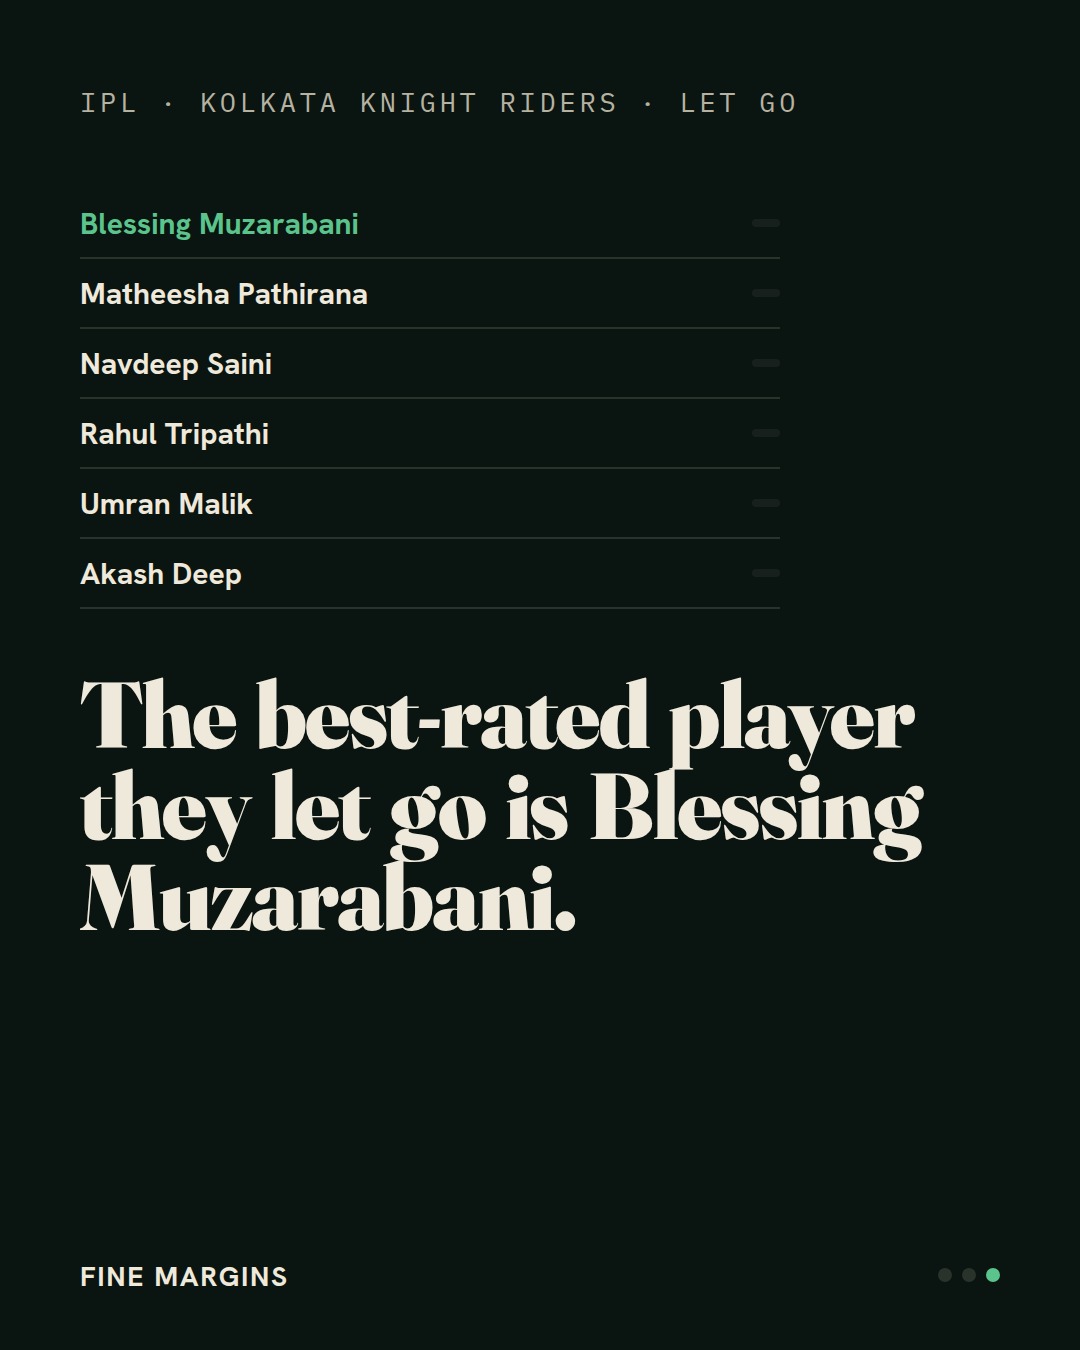 IPL · KOLKATA KNIGHT RIDERS · LET GO
Blessing Muzarabani
Matheesha Pathirana
Navdeep Saini
Rahul Tripathi
Umran Malik
Akash Deep
The best-rated player
they let go is Blessing
Muzarabani.
FINE MARGINS